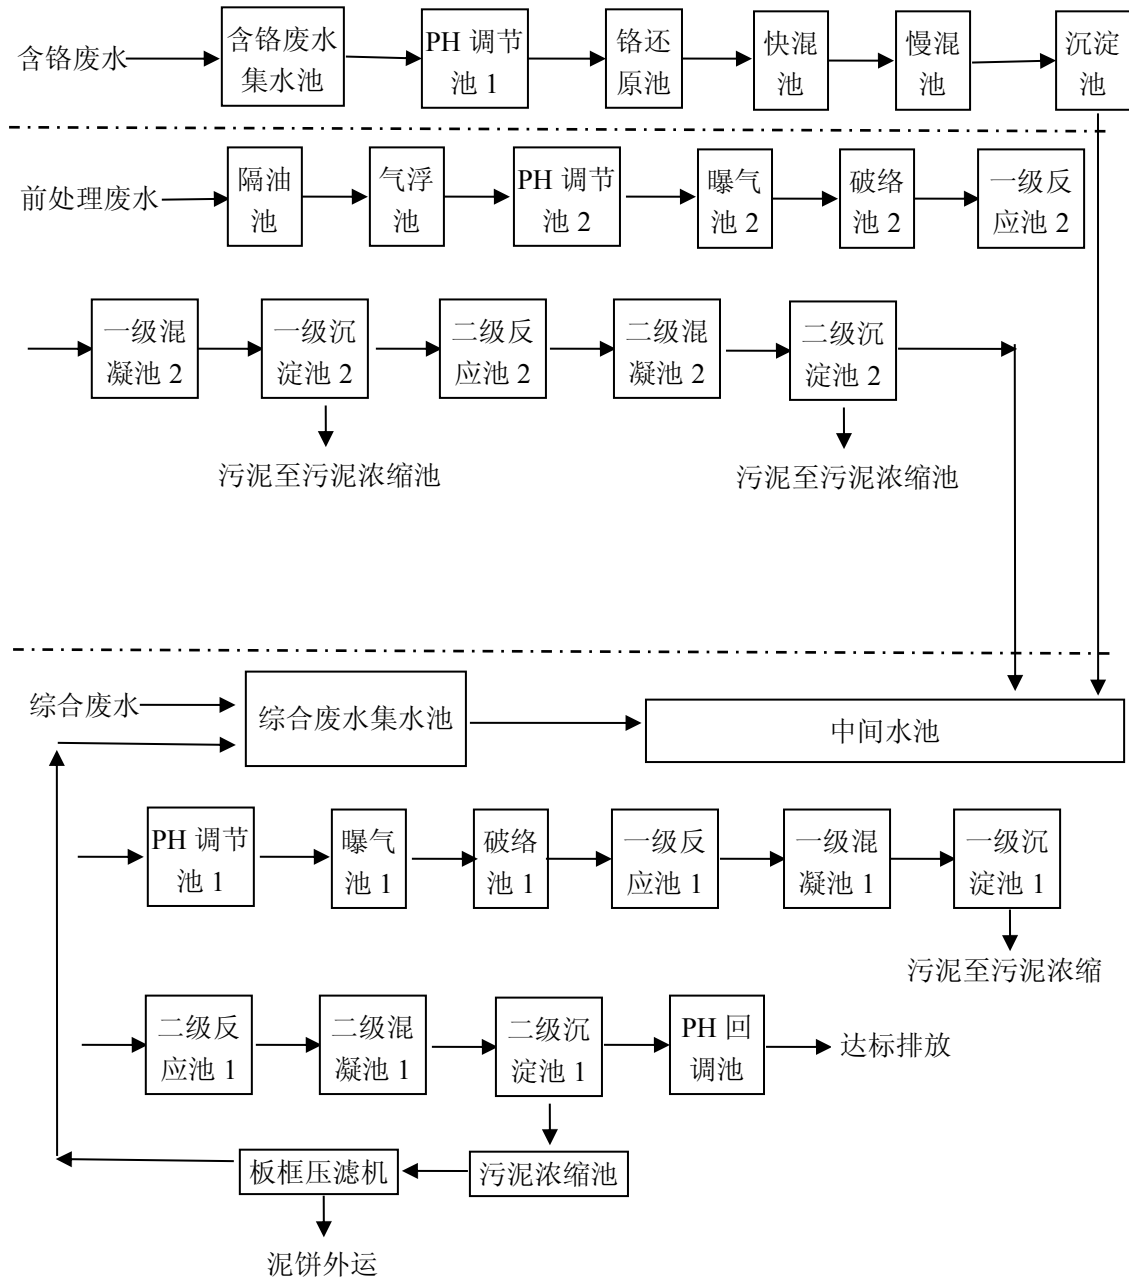 含铬废水
含铬废水
集水池
PH 调节
池 1
铬还
原池
快混
池
慢混
池
沉淀
池
前处理废水
隔油
池
气浮
池
PH 调节
池 2
曝气
池 2
破络
池 2
一级反
应池 2
一级混
凝池 2
一级沉
淀池 2
二级反
应池 2
二级混
凝池 2
二级沉
淀池 2
污泥至污泥浓缩池
污泥至污泥浓缩池
综合废水
综合废水集水池
中间水池
PH 调节
池 1
曝气
池 1
破络
池 1
一级反
应池 1
一级混
凝池 1
一级沉
淀池 1
污泥至污泥浓缩
二级反
应池 1
二级混
凝池 1
二级沉
淀池 1
PH 回
调池
达标排放
板框压滤机
污泥浓缩池
泥饼外运